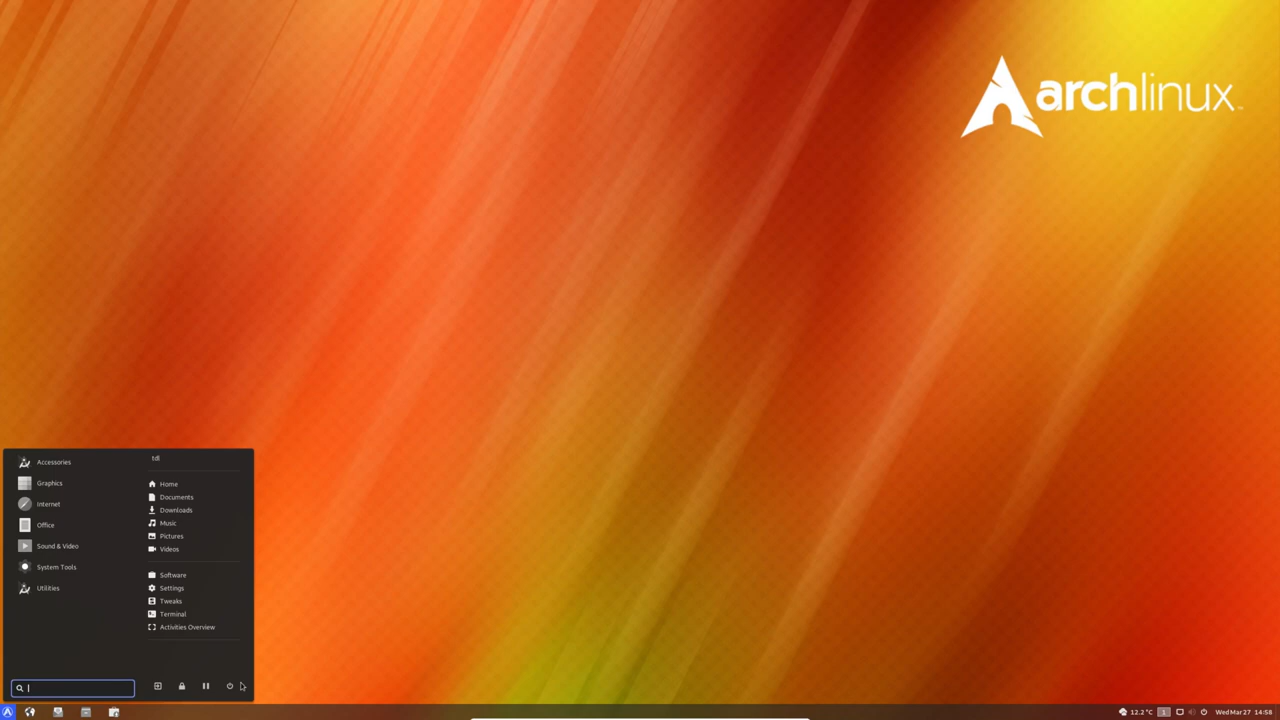 archlinux
Accessories
Graphics
Internet
Office
Sound & Video
System Tools
Utilities
tdl
Home
Documents
Downloads
Music
Pictures
Videos
Software
Settings
Tweaks
Terminal
Activities Overview
12.2 °C
1
Wed Mar 27 14:58